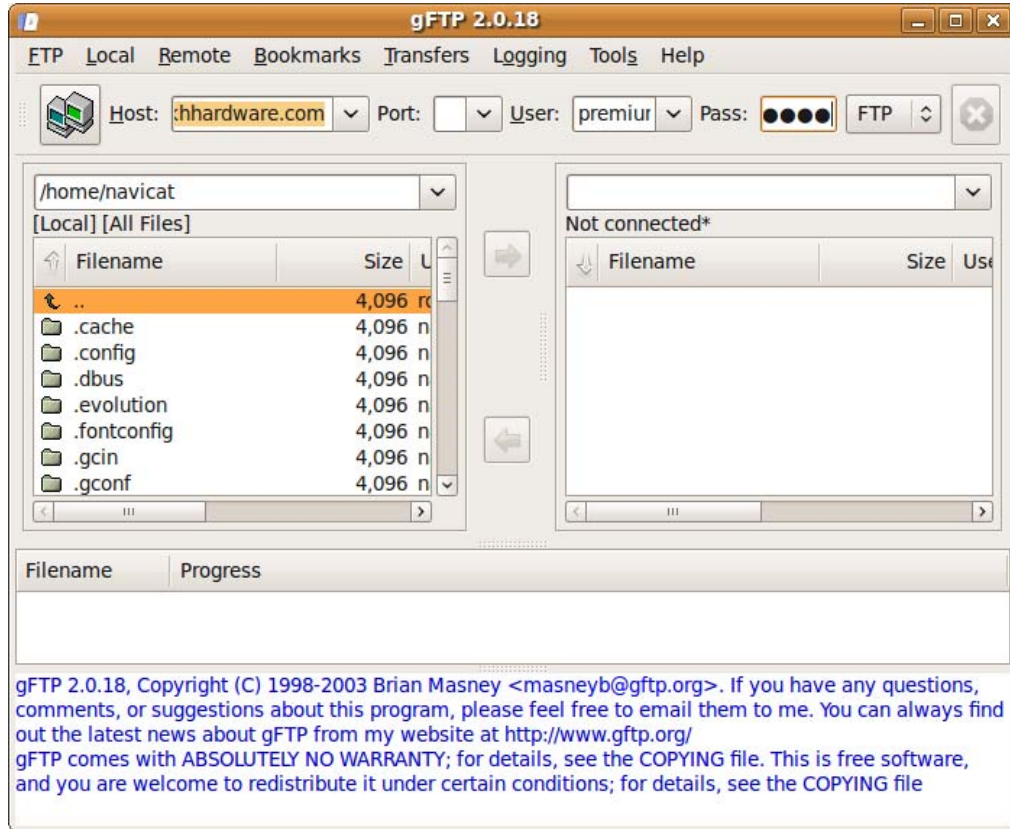 gFTP 2.0.18
FTP Local Remote Bookmarks Transfers Logging Tools Help
Host: hhardware.com Port: User: premiur Pass: ●●●● FTP
/home/navicat
[Local] [All Files]
Not connected*
Filename Size U
Filename Size Use
.. 4,096 ro
.cache 4,096 n
.config 4,096 n
.dbus 4,096 n
.evolution 4,096 n
.fontconfig 4,096 n
.gcin 4,096 n
.gconf 4,096 n
Filename Progress
gFTP 2.0.18, Copyright (C) 1998-2003 Brian Masney <masneyb@gftp.org>. If you have any questions,
comments, or suggestions about this program, please feel free to email them to me. You can always find
out the latest news about gFTP from my website at http://www.gftp.org/
gFTP comes with ABSOLUTELY NO WARRANTY; for details, see the COPYING file. This is free software,
and you are welcome to redistribute it under certain conditions; for details, see the COPYING file